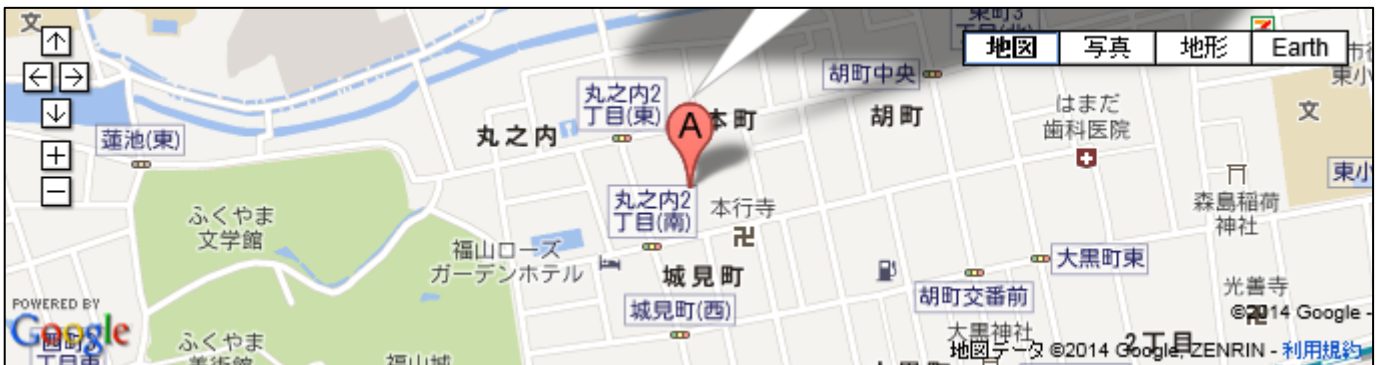 文
東町3
丁目(北)
地図
写真
地形
Earth
市役
東小
胡町中央
丸之内2
丁目(東)
A
本町
胡町
はまだ
歯科医院
文
蓮池(東)
丸之内
東小
丸之内2
丁目(南)
本行寺
森島稲荷
神社
ふくやま
文学館
福山ローズ
ガーデンホテル
城見町
大黒町東
胡町交番前
光善寺
城見町(西)
POWERED BY
Google
©2014 Google -
大黒神社
2丁目
地図データ ©2014 Google, ZENRIN - 利用規約
ふくやま
美術館
福山城